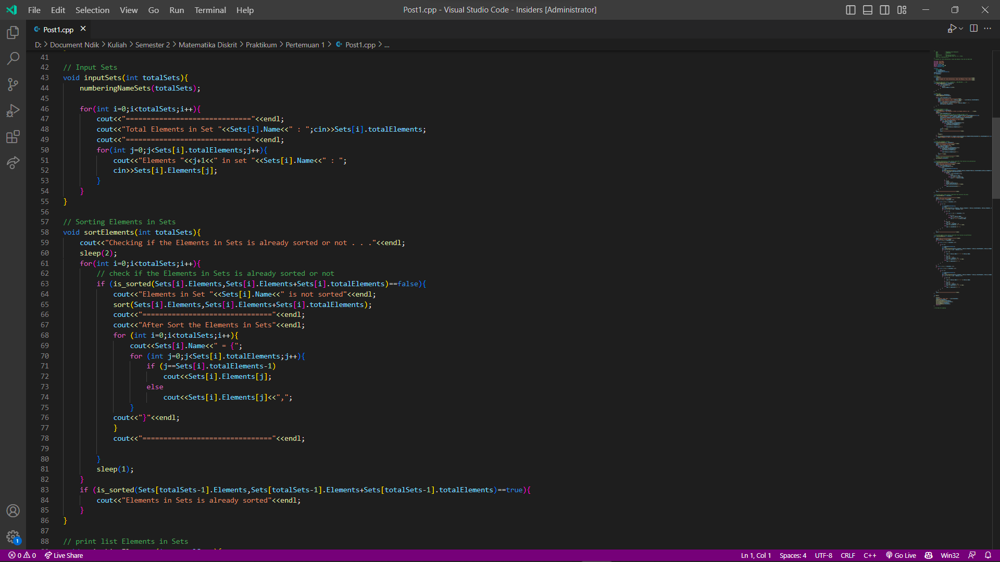 File Edit Selection View Go Run Terminal Help
Post1.cpp - Visual Studio Code - Insiders [Administrator]
Post1.cpp
D: > Document Ndik > Kuliah > Semester 2 > Matematika Diskrit > Praktikum > Pertemuan 1 > Post1.cpp > ...
41
42 // Input Sets
43 void inputSets(int totalSets){
44     numberingNameSets(totalSets);
45
46     for(int i=0;i<totalSets;i++){
47         cout<<"=============================="<<endl;
48         cout<<"Total Elements in Set "<<Sets[i].Name<<" : ";cin>>Sets[i].totalElements;
49         cout<<"=============================="<<endl;
50         for(int j=0;j<Sets[i].totalElements;j++){
51             cout<<"Elements "<<j+1<<" in set "<<Sets[i].Name<<" : ";
52             cin>>Sets[i].Elements[j];
53         }
54     }
55 }
56
57 // Sorting Elements in Sets
58 void sortElements(int totalSets){
59     cout<<"Checking if the Elements in Sets is already sorted or not . . ."<<endl;
60     sleep(2);
61     for(int i=0;i<totalSets;i++){
62         // check if the Elements in Sets is already sorted or not
63         if (is_sorted(Sets[i].Elements,Sets[i].Elements+Sets[i].totalElements)==false){
64             cout<<"Elements in Set "<<Sets[i].Name<<" is not sorted"<<endl;
65             sort(Sets[i].Elements,Sets[i].Elements+Sets[i].totalElements);
66             cout<<"==============================="<<endl;
67             cout<<"After Sort the Elements in Sets"<<endl;
68             for (int i=0;i<totalSets;i++){
69                 cout<<Sets[i].Name<<" = {";
70                 for (int j=0;j<Sets[i].totalElements;j++){
71                     if (j==Sets[i].totalElements-1)
72                         cout<<Sets[i].Elements[j];
73                     else
74                         cout<<Sets[i].Elements[j]<<",";
75                 }
76             cout<<"}"<<endl;
77             }
78             cout<<"==============================="<<endl;
79
80         }
81         sleep(1);
82     }
83     if (is_sorted(Sets[totalSets-1].Elements,Sets[totalSets-1].Elements+Sets[totalSets-1].totalElements)==true){
84         cout<<"Elements in Sets is already sorted"<<endl;
85     }
86 }
87
88 // print list Elements in Sets
1
0 0 Live Share
Ln 1, Col 1 Spaces: 4 UTF-8 CRLF C++ Go Live Win32